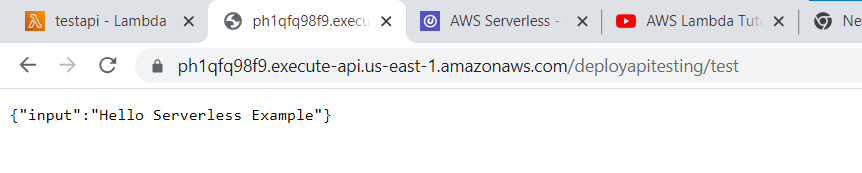 testapi - Lambda
ph1qfq98f9.execu
AWS Serverless -
AWS Lambda Tut
Ne
ph1qfq98f9.execute-api.us-east-1.amazonaws.com/deployapitesting/test
{"input":"Hello Serverless Example"}